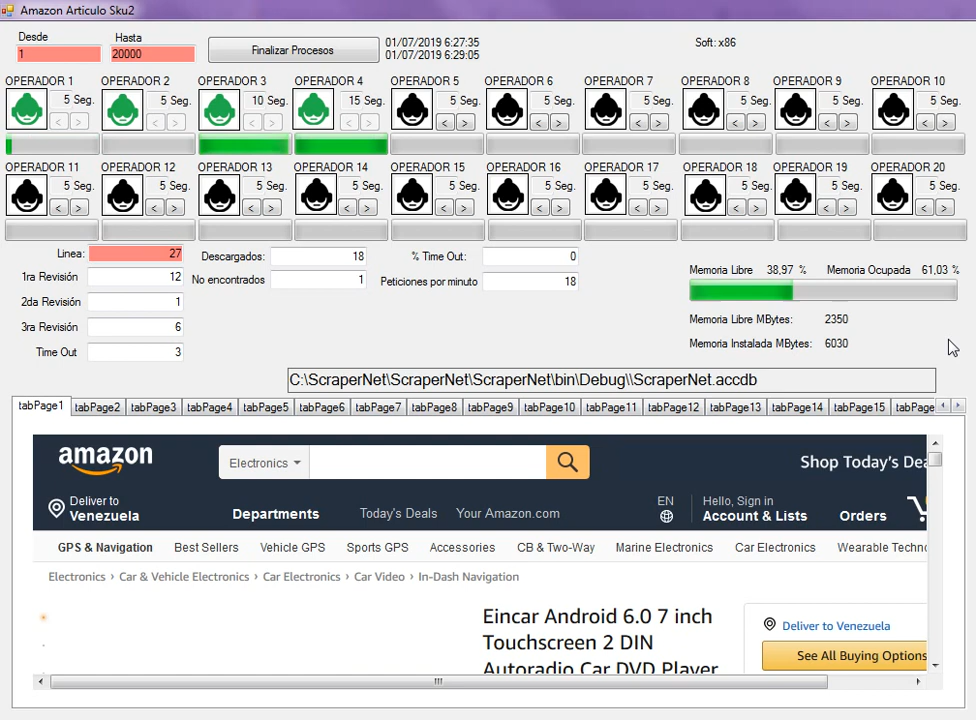 Amazon Articulo Sku2
Desde Hasta
1 20000 Finalizar Procesos 01/07/2019 6:27:35 Soft: x86
01/07/2019 6:29:05
OPERADOR 1 OPERADOR 2 OPERADOR 3 OPERADOR 4 OPERADOR 5 OPERADOR 6 OPERADOR 7 OPERADOR 8 OPERADOR 9 OPERADOR 10
5 Seg. 5 Seg. 10 Seg. 15 Seg. 5 Seg. 5 Seg. 5 Seg. 5 Seg. 5 Seg. 5 Seg.
< > < > < > < > < > < > < > < > < > < >
OPERADOR 11 OPERADOR 12 OPERADOR 13 OPERADOR 14 OPERADOR 15 OPERADOR 16 OPERADOR 17 OPERADOR 18 OPERADOR 19 OPERADOR 20
5 Seg. 5 Seg. 5 Seg. 5 Seg. 5 Seg. 5 Seg. 5 Seg. 5 Seg. 5 Seg. 5 Seg.
< > < > < > < > < > < > < > < > < > < >
Linea: 27 Descargados: 18 % Time Out: 0
1ra Revisión 12 No encontrados 1 Peticiones por minuto 18 Memoria Libre 38,97 % Memoria Ocupada 61,03 %
2da Revisión 1
3ra Revisión 6 Memoria Libre MBytes: 2350
Time Out 3 Memoria Instalada MBytes: 6030
C:\ScraperNet\ScraperNet\ScraperNet\bin\Debug\\ScraperNet.accdb
tabPage1 tabPage2 tabPage3 tabPage4 tabPage5 tabPage6 tabPage7 tabPage8 tabPage9 tabPage10 tabPage11 tabPage12 tabPage13 tabPage14 tabPage15 tabPage
amazon Electronics Shop Today's Dea
Deliver to EN Hello, Sign in
Venezuela Departments Today's Deals Your Amazon.com Account & Lists Orders
GPS & Navigation Best Sellers Vehicle GPS Sports GPS Accessories CB & Two-Way Marine Electronics Car Electronics Wearable Techno
Electronics › Car & Vehicle Electronics › Car Electronics › Car Video › In-Dash Navigation
Eincar Android 6.0 7 inch
Touchscreen 2 DIN
Autoradio Car DVD Player
Deliver to Venezuela
See All Buying Options